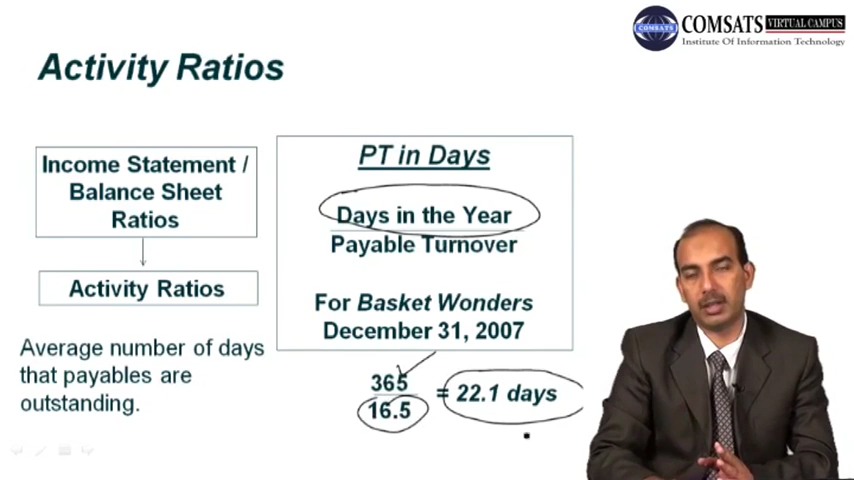 COMSATS VIRTUAL CAMPUS
COMSATS
Institute Of Information Technology
Activity Ratios
Income Statement /
Balance Sheet
Ratios
Activity Ratios
Average number of days
that payables are
outstanding.
PT in Days
Days in the Year
Payable Turnover
For Basket Wonders
December 31, 2007
365
16.5
= 22.1 days